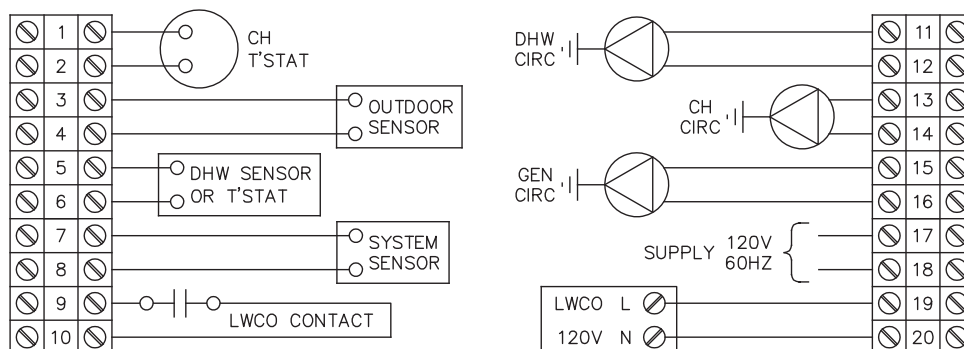 1
CH
T'STAT
2
3
OUTDOOR
SENSOR
4
5
DHW SENSOR
OR T'STAT
6
7
SYSTEM
SENSOR
8
9
LWCO CONTACT
10
DHW
CIRC
11
12
CH
CIRC
13
14
GEN
CIRC
15
16
SUPPLY 120V
60HZ
17
18
LWCO L
19
120V N
20